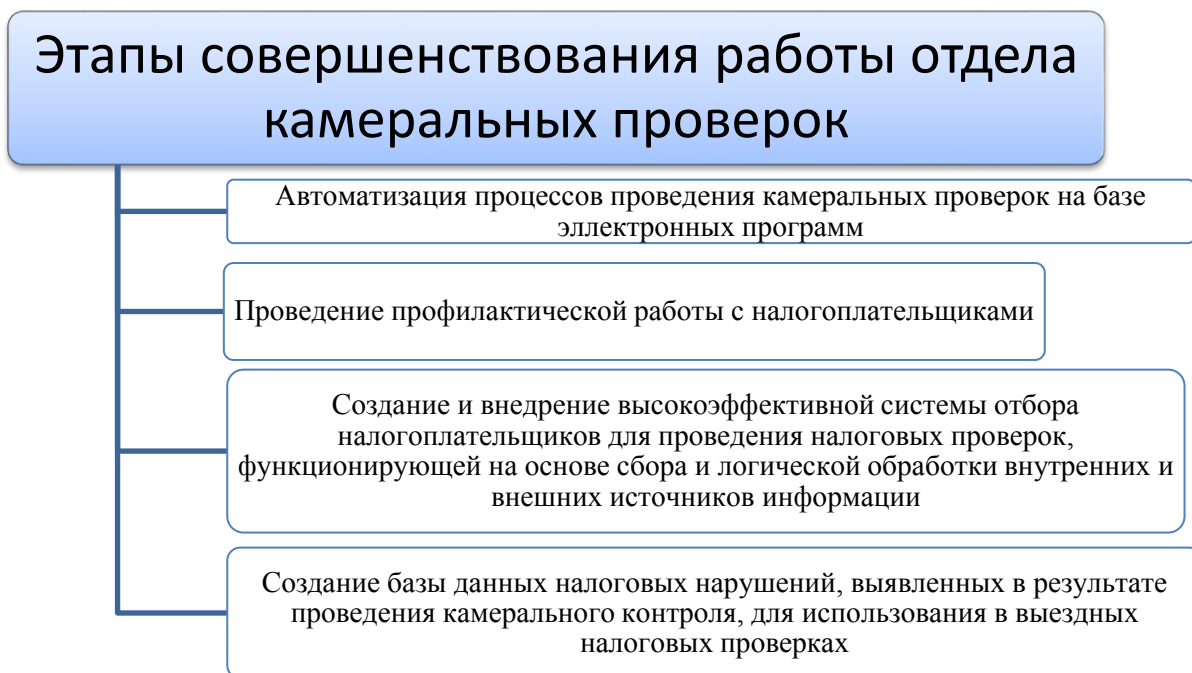 Этапы совершенствования работы отдела
камеральных проверок
Автоматизация процессов проведения камеральных проверок на базе
эллектронных программ
Проведение профилактической работы с налогоплательщиками
Создание и внедрение высокоэффективной системы отбора
налогоплательщиков для проведения налоговых проверок,
функционирующей на основе сбора и логической обработки внутренних и
внешних источников информации
Создание базы данных налоговых нарушений, выявленных в результате
проведения камерального контроля, для использования в выездных
налоговых проверках